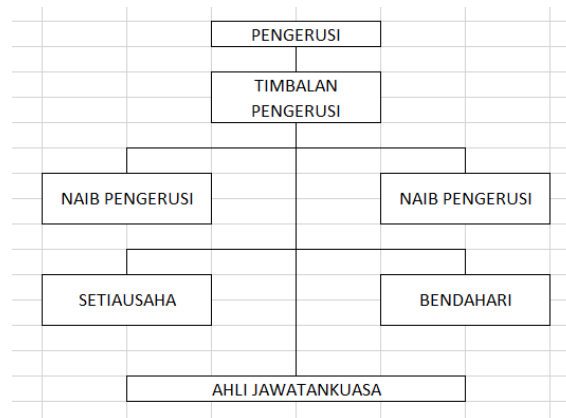 PENGERUSI
TIMBALAN
PENGERUSI
NAIB PENGERUSI
NAIB PENGERUSI
SETIAUSAHA
BENDAHARI
AHLI JAWATANKUASA